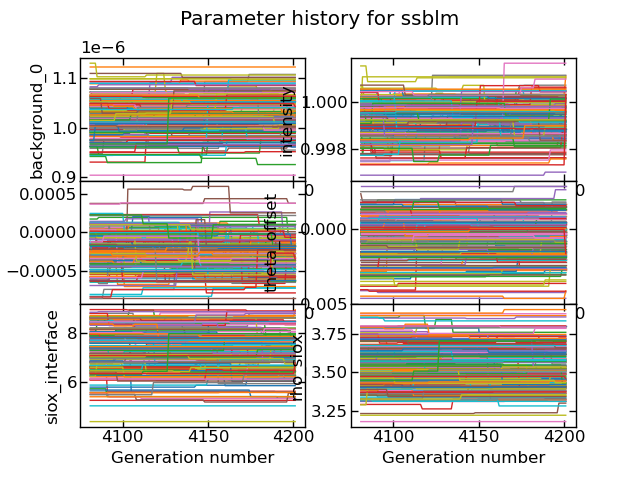 Parameter history for ssblm
1e−6
background_0
1.1
1.0
0.9
intensity
1.000
0.998
0.0005
0.0000
−0.0005
0
theta_offset
0.000
0.005
0
siox_interface
8
6
0
rho_siox
3.75
3.50
3.25
0
4100
4150
4200
Generation number
4100
4150
4200
Generation number